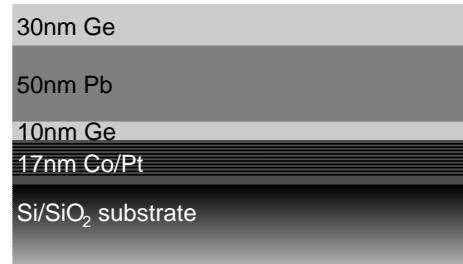 30nm Ge
50nm Pb
10nm Ge
17nm Co/Pt
Si/SiO₂ substrate